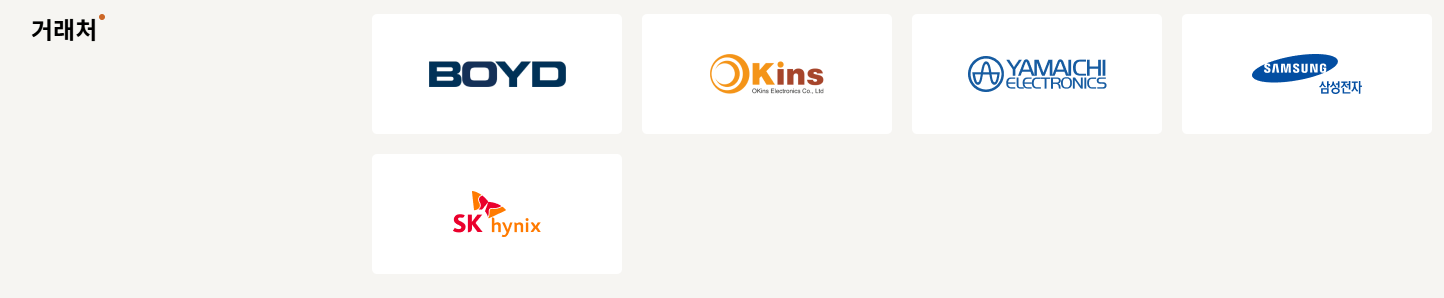 거래처
BOYD
OKins
OKins Electronics Co., Ltd
YAMAICHI
ELECTRONICS
SAMSUNG
삼성전자
SK hynix